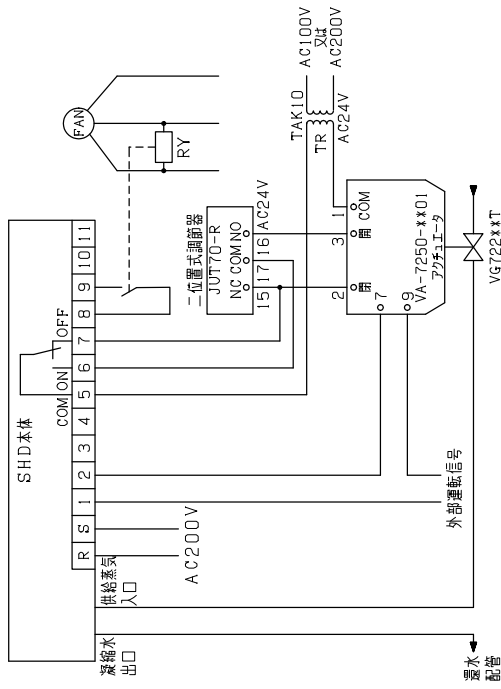 SHD本体
COM ON OFF
R S 1 2 3 4 5 6 7 8 9 10 11
供給蒸気
入口
凝縮水
出口
AC200V
FAN
RY
二位置式調節器
JUT70-R
NC COM NO
15 17 16
AC24V
TAK10
TR
AC24V
AC100V
又は
AC200V
2 閉
3 開
1 COM
7
9
VA-7250-**01
アクチュエータ
外部運転信号
VG722**T
還水
配管